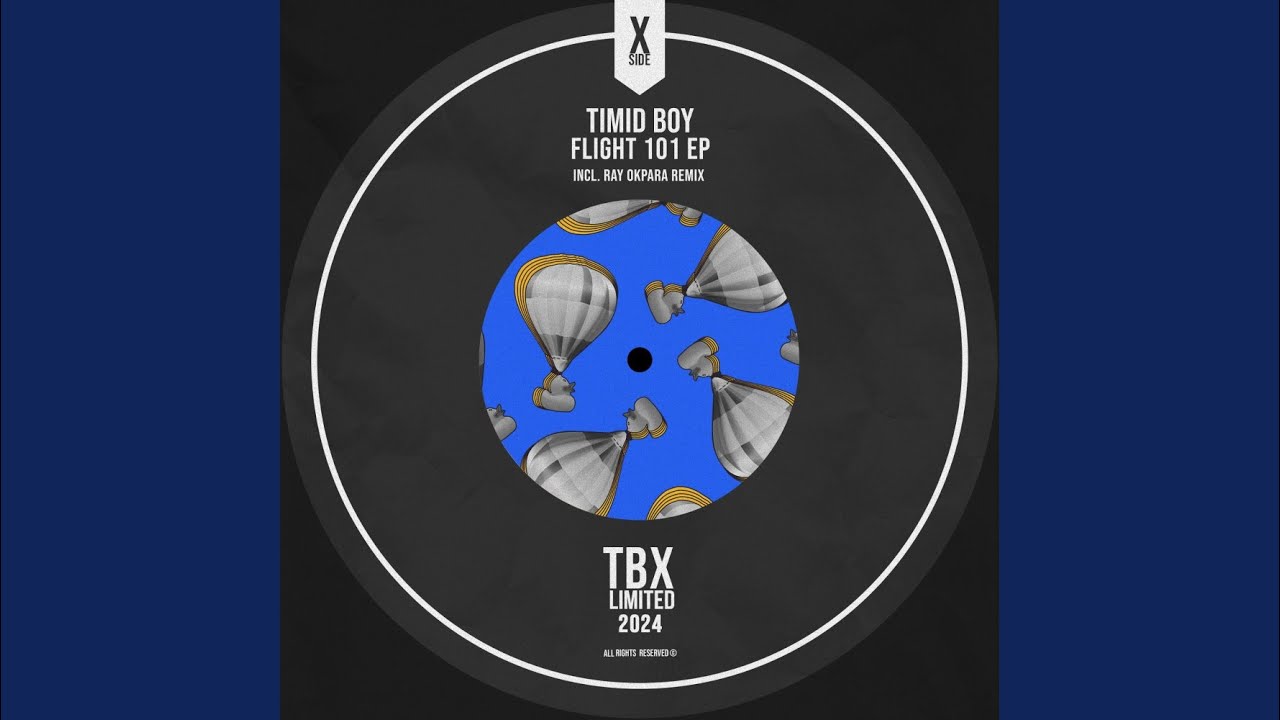 X
SIDE
TIMID BOY
FLIGHT 101 EP
INCL. RAY OKPARA REMIX
TBX
LIMITED
2024
ALL RIGHTS RESERVED ©